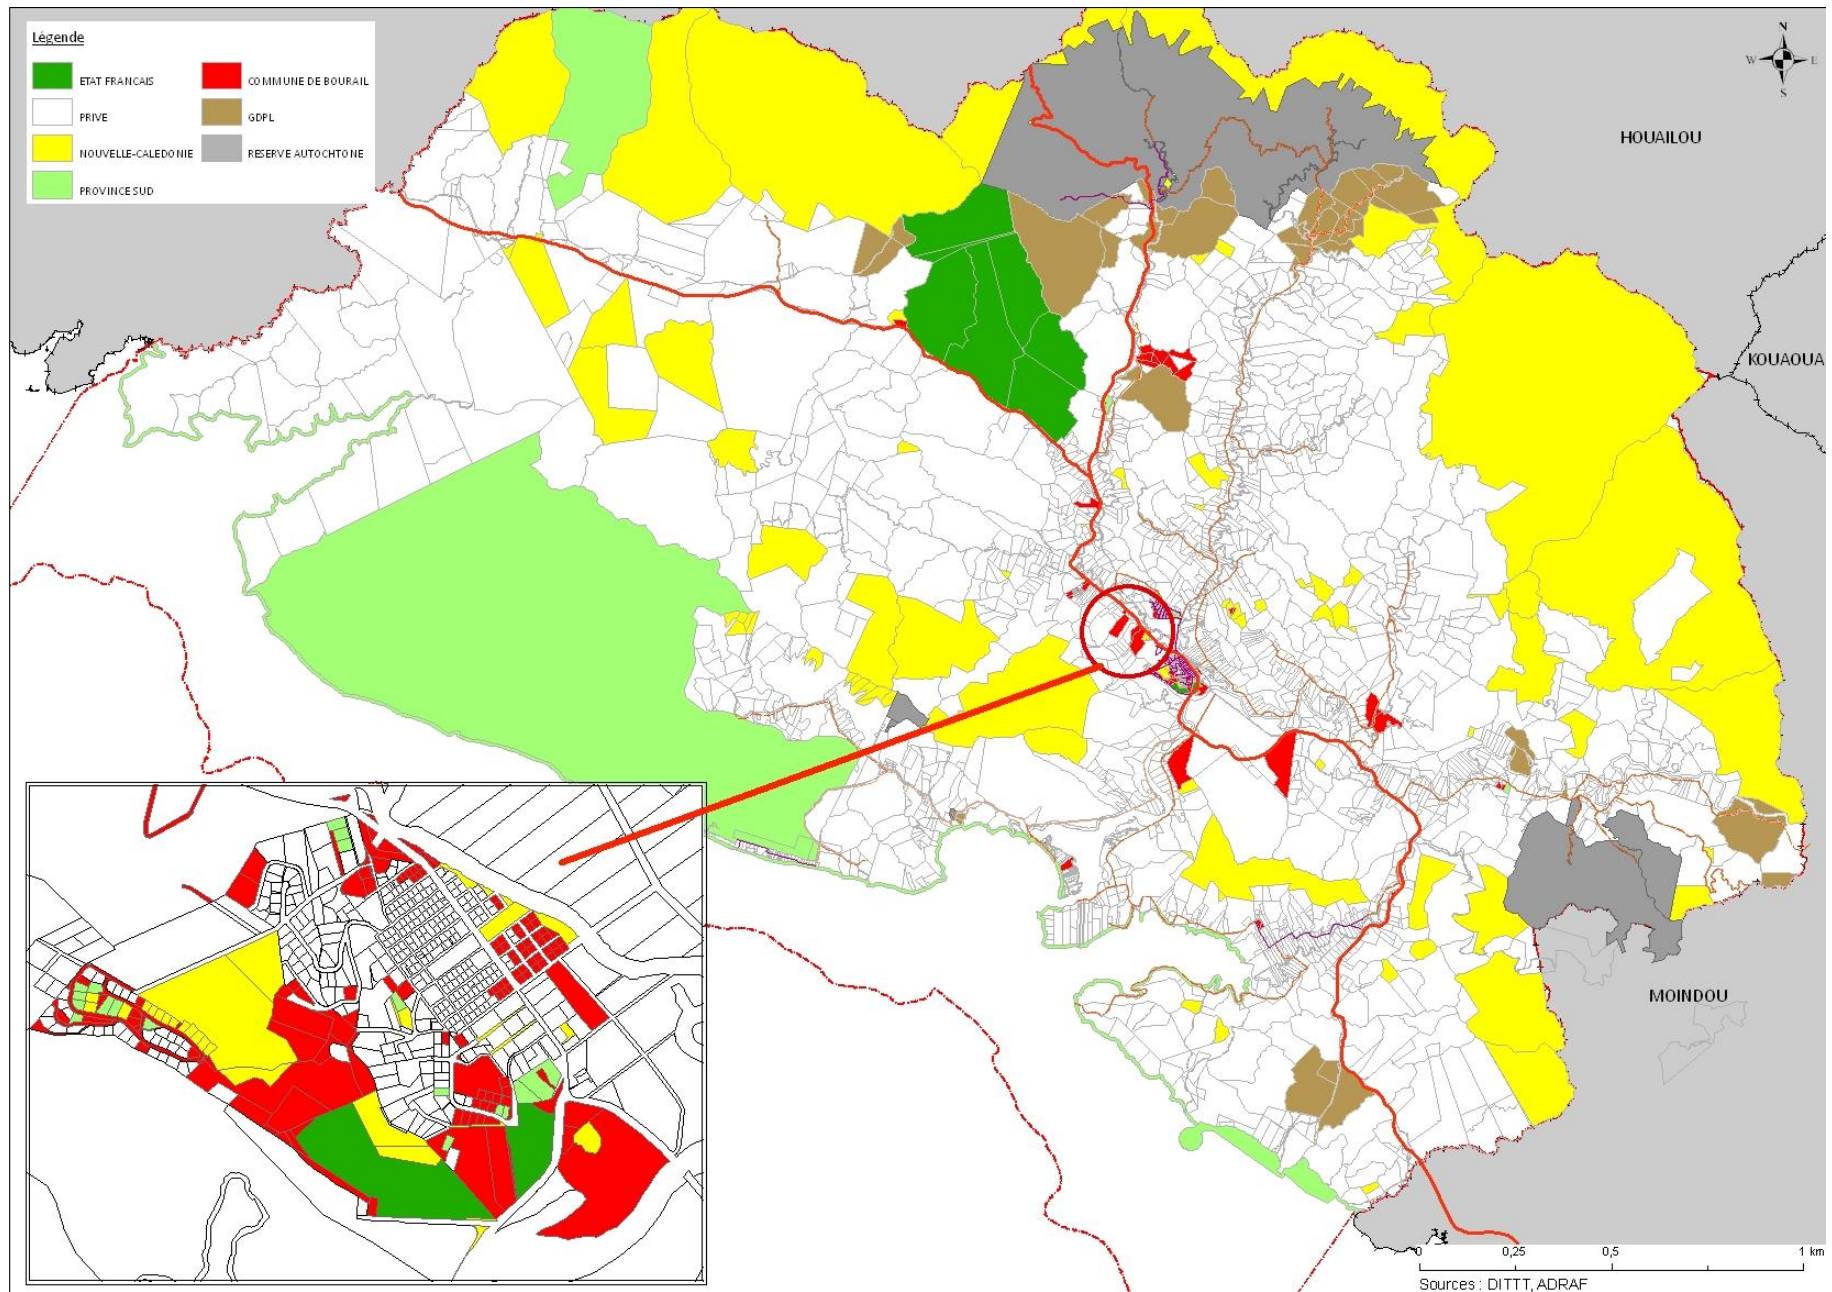 Légende
ETAT FRANCAIS
COMMUNE DE BOURAIL
PRIVE
GDPL
NOUVELLE-CALEDONIE
RESERVE AUTOCHTONE
PROVINCE SUD
N
W
E
S
HOUAILOU
KOUAOUA
MOINDOU
0
0,25
0,5
1 km
Sources : DITTT, ADRAF